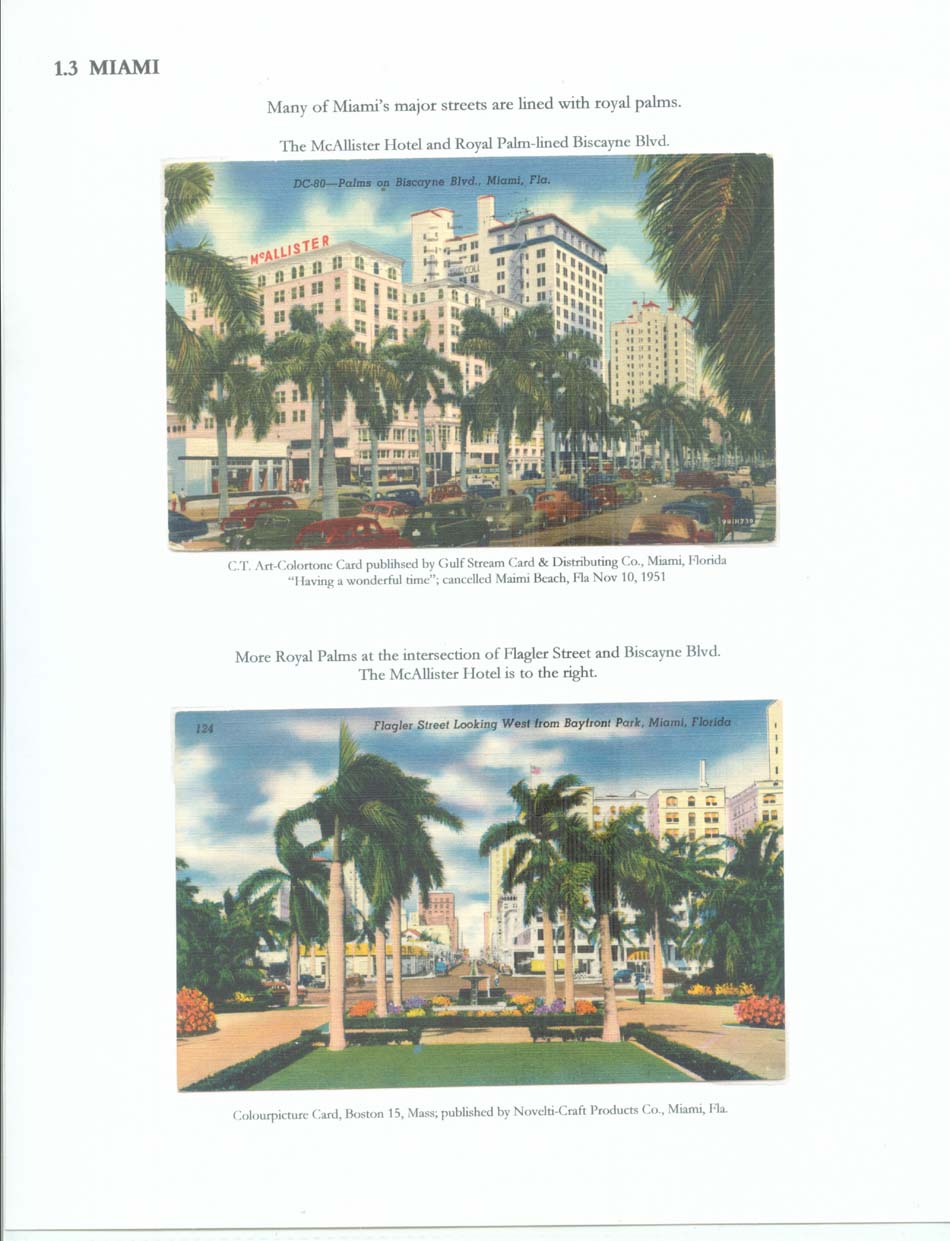 1.3 MIAMI
Many of Miami's major streets are lined with royal palms.
The McAllister Hotel and Royal Palm-lined Biscayne Blvd.
DC-80—Palms on Biscayne Blvd., Miami, Fla.
McALLISTER
C.T. Art-Colortone Card publihsed by Gulf Stream Card & Distributing Co., Miami, Florida
"Having a wonderful time"; cancelled Maimi Beach, Fla Nov 10, 1951
More Royal Palms at the intersection of Flagler Street and Biscayne Blvd.
The McAllister Hotel is to the right.
124
Flagler Street Looking West from Bayfront Park, Miami, Florida
Colourpicture Card, Boston 15, Mass; published by Novelti-Craft Products Co., Miami, Fla.